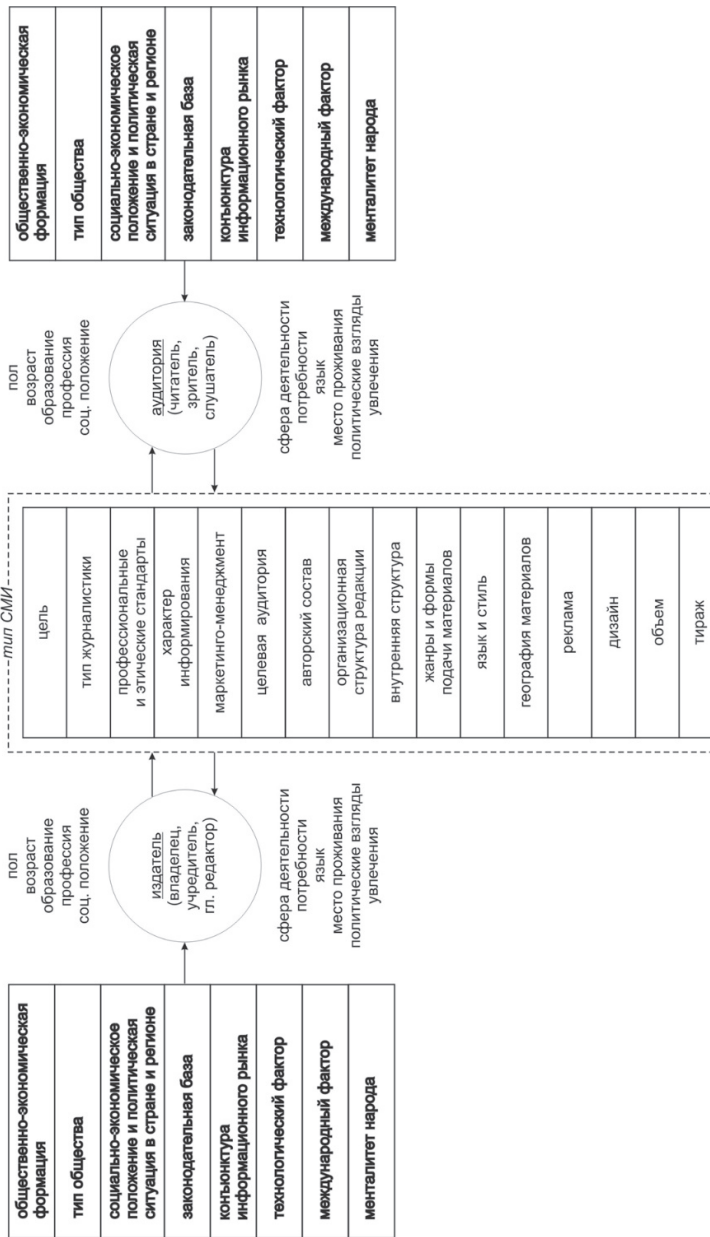 общественно-экономическая
формация
тип общества
социально-экономическое
положение и политическая
ситуация в стране и регионе
законодательная база
конъюнктура
информационного рынка
технологический фактор
международный фактор
менталитет народа
пол
возраст
образование
профессия
соц. положение
издатель
(владелец,
учредитель,
гл. редактор)
сфера деятельности
потребности
язык
место проживания
политические взгляды
увлечения
тип СМИ
цель
тип журналистики
профессиональные
и этические стандарты
характер
информирования
маркетинго-менеджмент
целевая аудитория
авторский состав
организационная
структура редакции
внутренняя структура
жанры и формы
подачи материалов
язык и стиль
география материалов
реклама
дизайн
объем
тираж
пол
возраст
образование
профессия
соц. положение
аудитория
(читатель,
зритель,
слушатель)
сфера деятельности
потребности
язык
место проживания
политические взгляды
увлечения
общественно-экономическая
формация
тип общества
социально-экономическое
положение и политическая
ситуация в стране и регионе
законодательная база
конъюнктура
информационного рынка
технологический фактор
международный фактор
менталитет народа